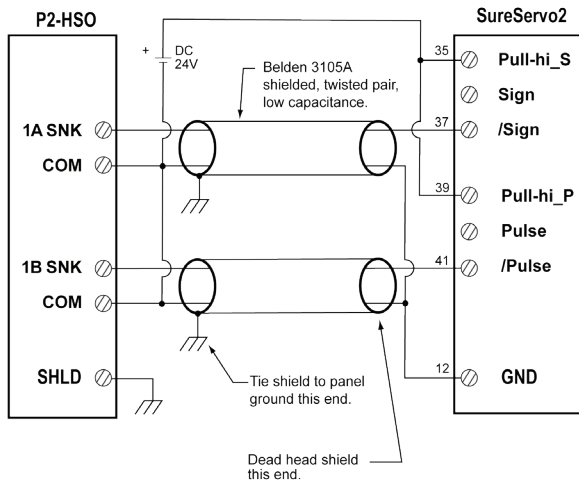 P2-HSO
SureServo2
+ DC
24V
35
Pull-hi_S
Belden 3105A
shielded, twisted pair,
low capacitance.
Sign
1A SNK
37
/Sign
COM
39
Pull-hi_P
Pulse
1B SNK
41
/Pulse
COM
SHLD
12
GND
Tie shield to panel
ground this end.
Dead head shield
this end.